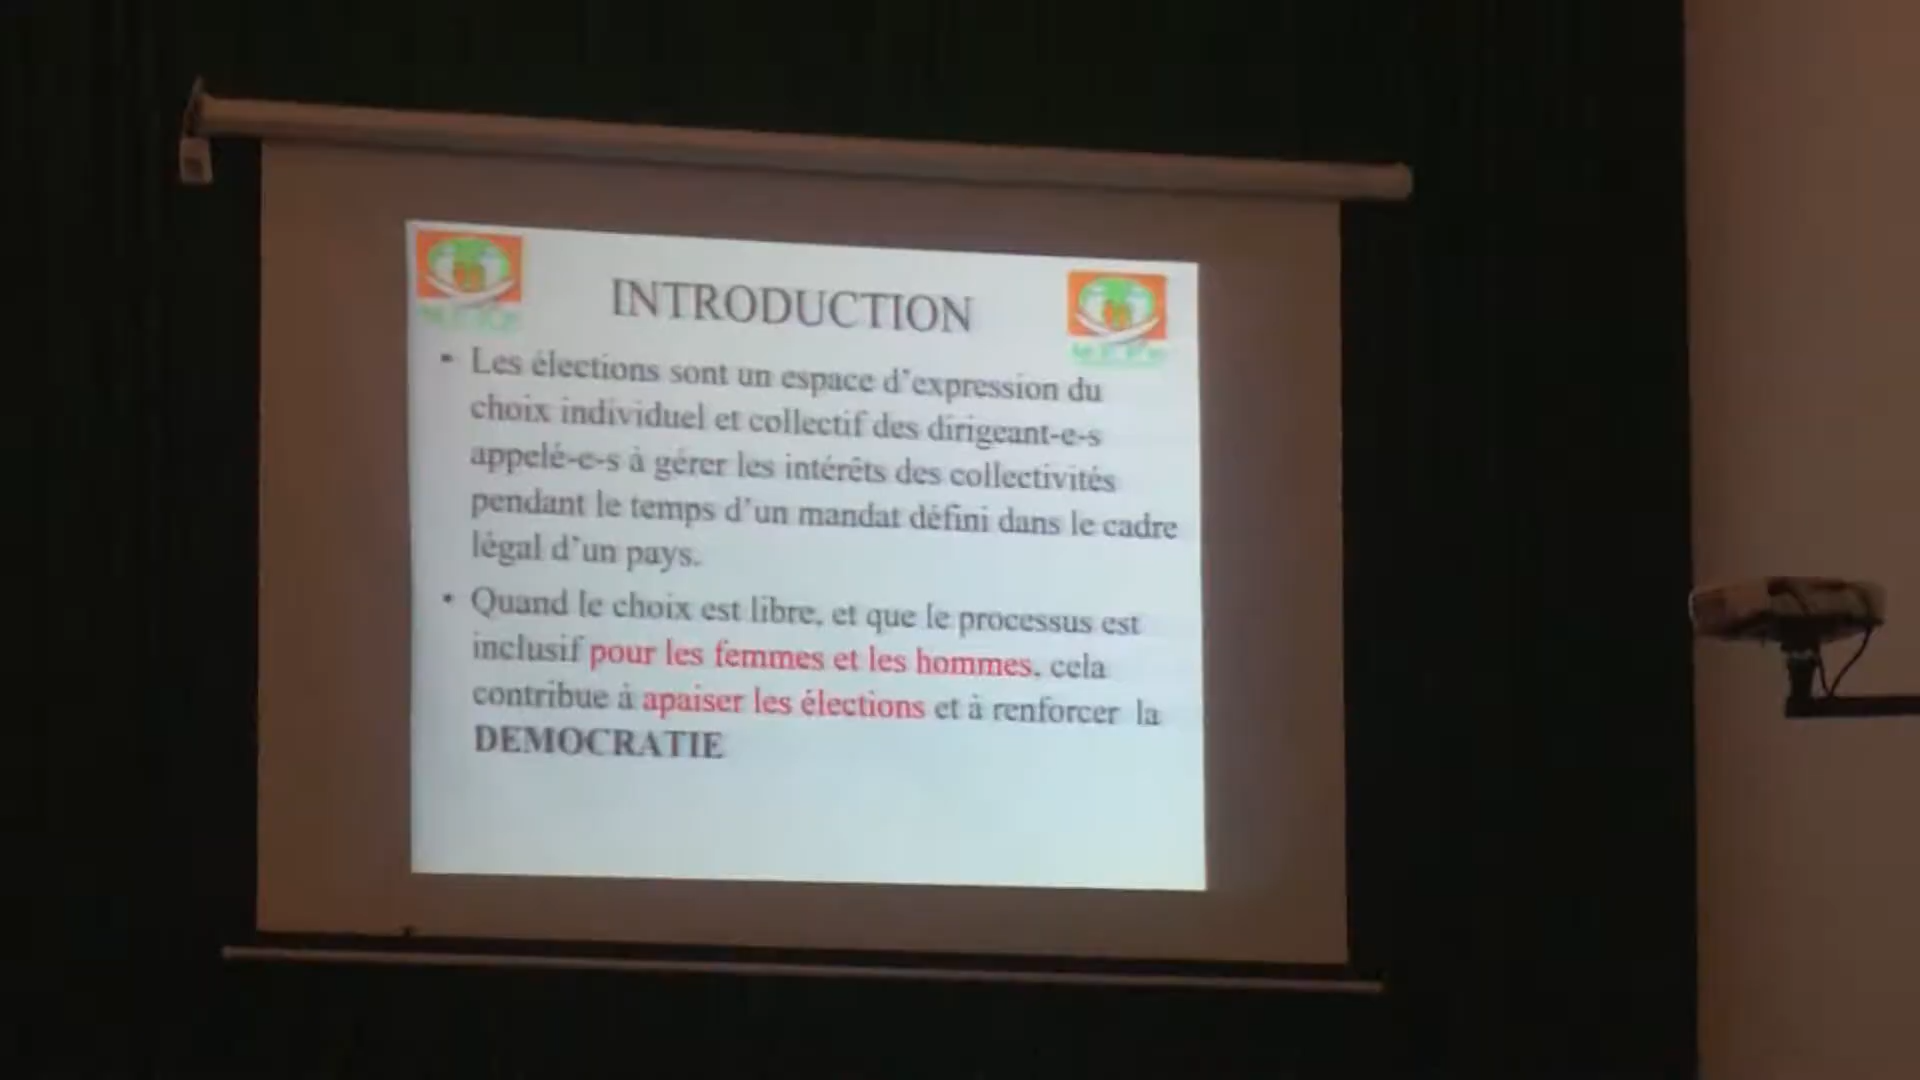 INTRODUCTION
• Les élections sont un espace d'expression du
choix individuel et collectif des dirigeant-e-s
appelé-e-s à gérer les intérêts des collectivités
pendant le temps d'un mandat défini dans le cadre
légal d'un pays.
• Quand le choix est libre, et que le processus est
inclusif pour les femmes et les hommes, cela
contribue à apaiser les élections et à renforcer la
DEMOCRATIE